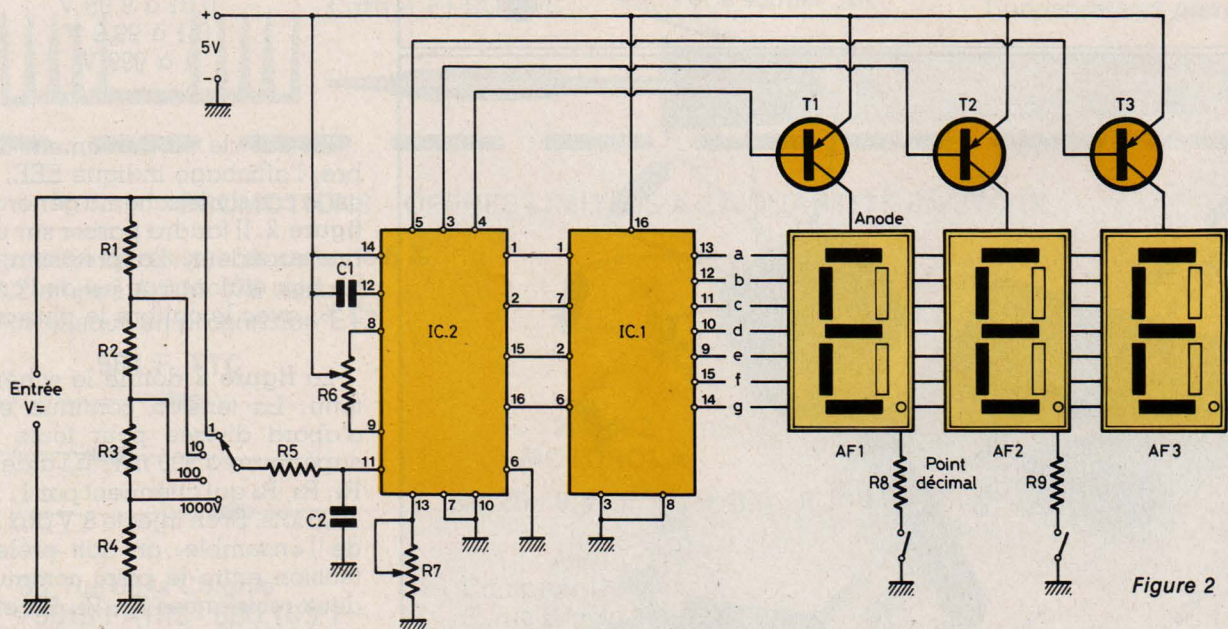 +
5V
−
T1
T2
T3
Anode
5
3
4
16
14
1
1
13
a
C1
12
12
b
2
7
11
c
8
IC.2
IC.1
10
d
15
2
9
e
R6
15
f
16
6
14
g
9
11
6
13
7
10
3
8
R1
R2
Entrée
V=
R3
1
10
100
1000V
R5
C2
R4
R7
AF1
AF2
AF3
R8
Point
décimal
R9
Figure 2